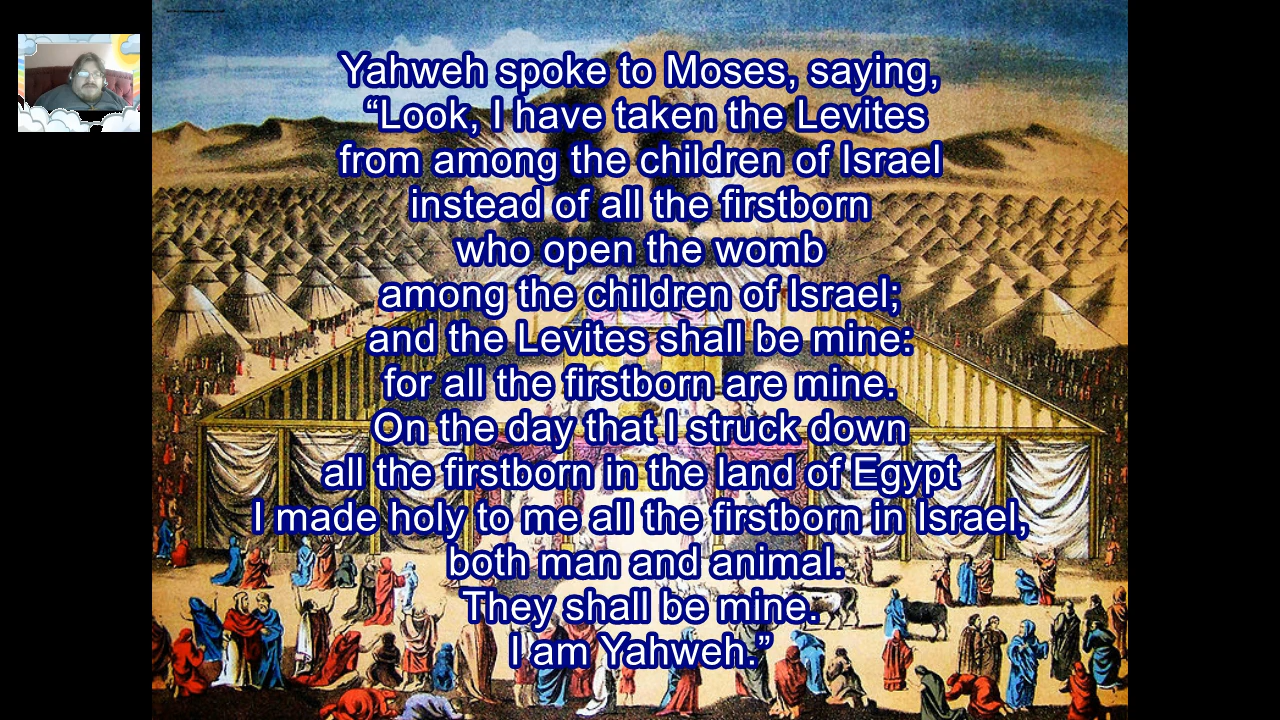 Yahweh spoke to Moses, saying,
“Look, I have taken the Levites
from among the children of Israel
instead of all the firstborn
who open the womb
among the children of Israel;
and the Levites shall be mine:
for all the firstborn are mine.
On the day that I struck down
all the firstborn in the land of Egypt
I made holy to me all the firstborn in Israel,
both man and animal.
They shall be mine.
I am Yahweh.”